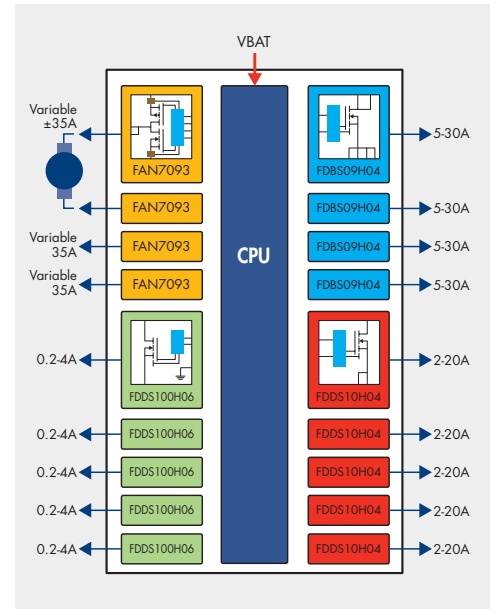 VBAT
Variable
±35A
FAN7093
FDBS09H04
5-30A
FAN7093
FDBS09H04
5-30A
Variable
35A
FAN7093
FDBS09H04
5-30A
Variable
35A
FAN7093
FDBS09H04
5-30A
CPU
0.2-4A
FDDS100H06
FDDS10H04
2-20A
0.2-4A
FDDS100H06
FDDS10H04
2-20A
0.2-4A
FDDS100H06
FDDS10H04
2-20A
0.2-4A
FDDS100H06
FDDS10H04
2-20A
0.2-4A
FDDS100H06
FDDS10H04
2-20A